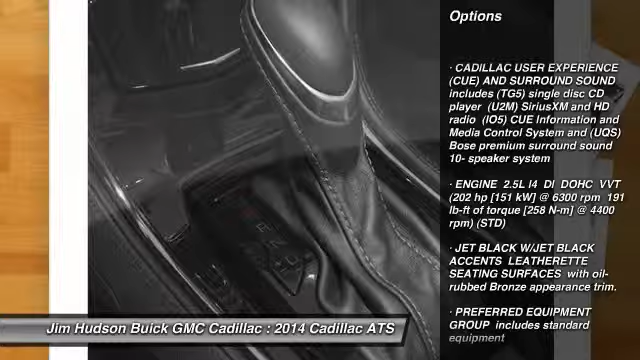 Options
· CADILLAC USER EXPERIENCE
(CUE) AND SURROUND SOUND
includes (TG5) single disc CD
player (U2M) SiriusXM and HD
radio (IO5) CUE Information and
Media Control System and (UQS)
Bose premium surround sound
10- speaker system
· ENGINE 2.5L I4 DI DOHC VVT
(202 hp [151 kW] @ 6300 rpm 191
lb-ft of torque [258 N-m] @ 4400
rpm) (STD)
· JET BLACK W/JET BLACK
ACCENTS LEATHERETTE
SEATING SURFACES with oil-
rubbed Bronze appearance trim.
· PREFERRED EQUIPMENT
GROUP includes standard
equipment
R
N
Jim Hudson Buick GMC Cadillac : 2014 Cadillac ATS